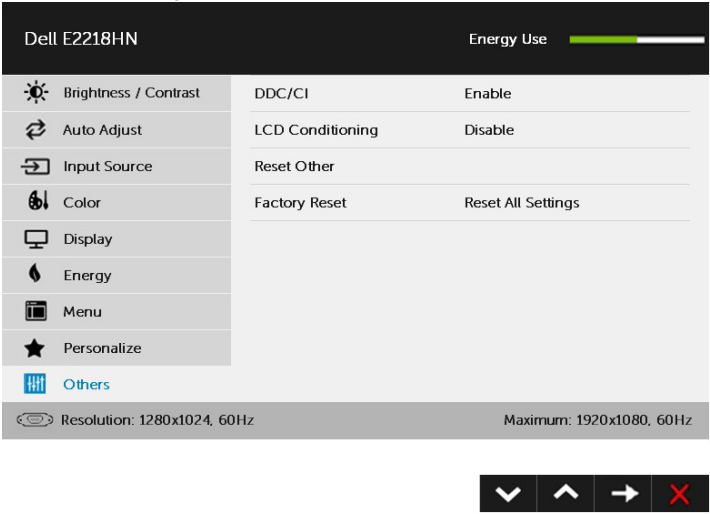 Dell E2218HN Energy Use
Brightness / Contrast DDC/CI Enable
Auto Adjust LCD Conditioning Disable
Input Source Reset Other
Color Factory Reset Reset All Settings
Display
Energy
Menu
Personalize
Others
Resolution: 1280x1024, 60Hz Maximum: 1920x1080, 60Hz